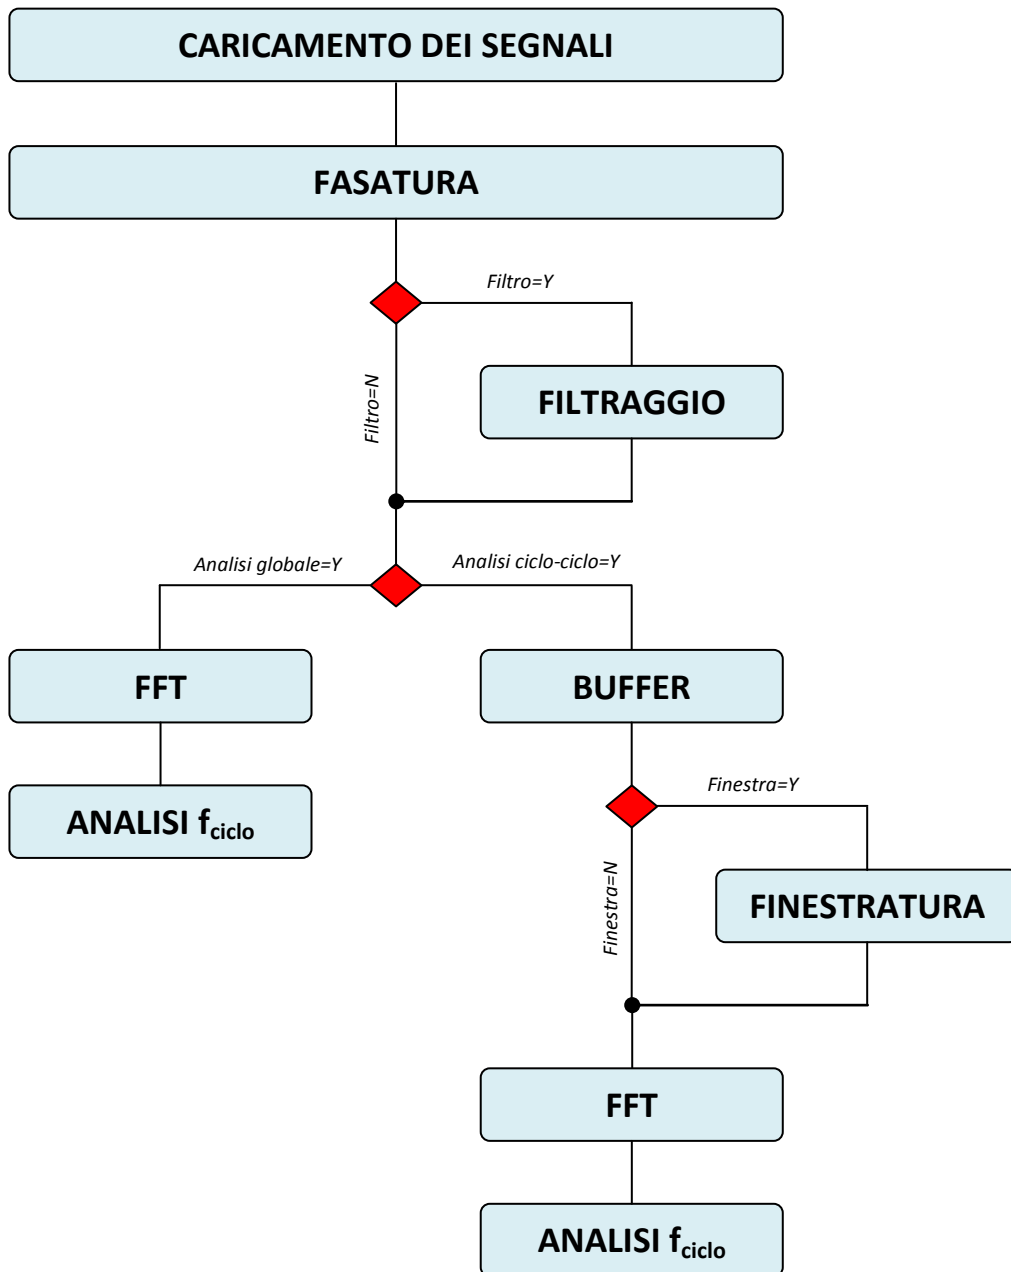 CARICAMENTO DEI SEGNALI
FASATURA
Filtro=Y
Filtro=N
FILTRAGGIO
Analisi globale=Y
Analisi ciclo-ciclo=Y
FFT
BUFFER
ANALISI fciclo
Finestra=Y
Finestra=N
FINESTRATURA
FFT
ANALISI fciclo